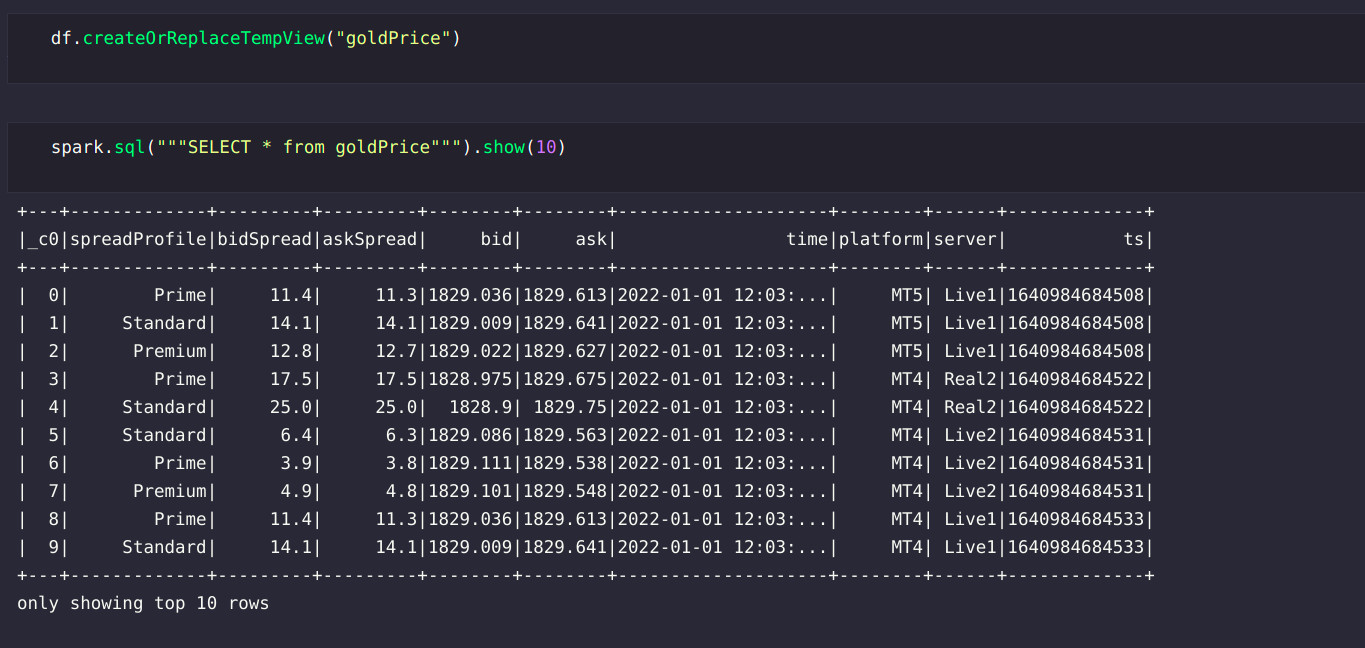 df.createOrReplaceTempView("goldPrice")
spark.sql("""SELECT * from goldPrice""").show(10)
+---+-------------+---------+---------+--------+--------+--------------------+--------+------+-------------+
|_c0|spreadProfile|bidSpread|askSpread|     bid|     ask|                time|platform|server|           ts|
+---+-------------+---------+---------+--------+--------+--------------------+--------+------+-------------+
|  0|        Prime|     11.4|     11.3|1829.036|1829.613|2022-01-01 12:03:...|     MT5| Live1|1640984684508|
|  1|     Standard|     14.1|     14.1|1829.009|1829.641|2022-01-01 12:03:...|     MT5| Live1|1640984684508|
|  2|      Premium|     12.8|     12.7|1829.022|1829.627|2022-01-01 12:03:...|     MT5| Live1|1640984684508|
|  3|        Prime|     17.5|     17.5|1828.975|1829.675|2022-01-01 12:03:...|     MT4| Real2|1640984684522|
|  4|     Standard|     25.0|     25.0|  1828.9| 1829.75|2022-01-01 12:03:...|     MT4| Real2|1640984684522|
|  5|     Standard|      6.4|      6.3|1829.086|1829.563|2022-01-01 12:03:...|     MT4| Live2|1640984684531|
|  6|        Prime|      3.9|      3.8|1829.111|1829.538|2022-01-01 12:03:...|     MT4| Live2|1640984684531|
|  7|      Premium|      4.9|      4.8|1829.101|1829.548|2022-01-01 12:03:...|     MT4| Live2|1640984684531|
|  8|        Prime|     11.4|     11.3|1829.036|1829.613|2022-01-01 12:03:...|     MT4| Live1|1640984684533|
|  9|     Standard|     14.1|     14.1|1829.009|1829.641|2022-01-01 12:03:...|     MT4| Live1|1640984684533|
+---+-------------+---------+---------+--------+--------+--------------------+--------+------+-------------+
only showing top 10 rows